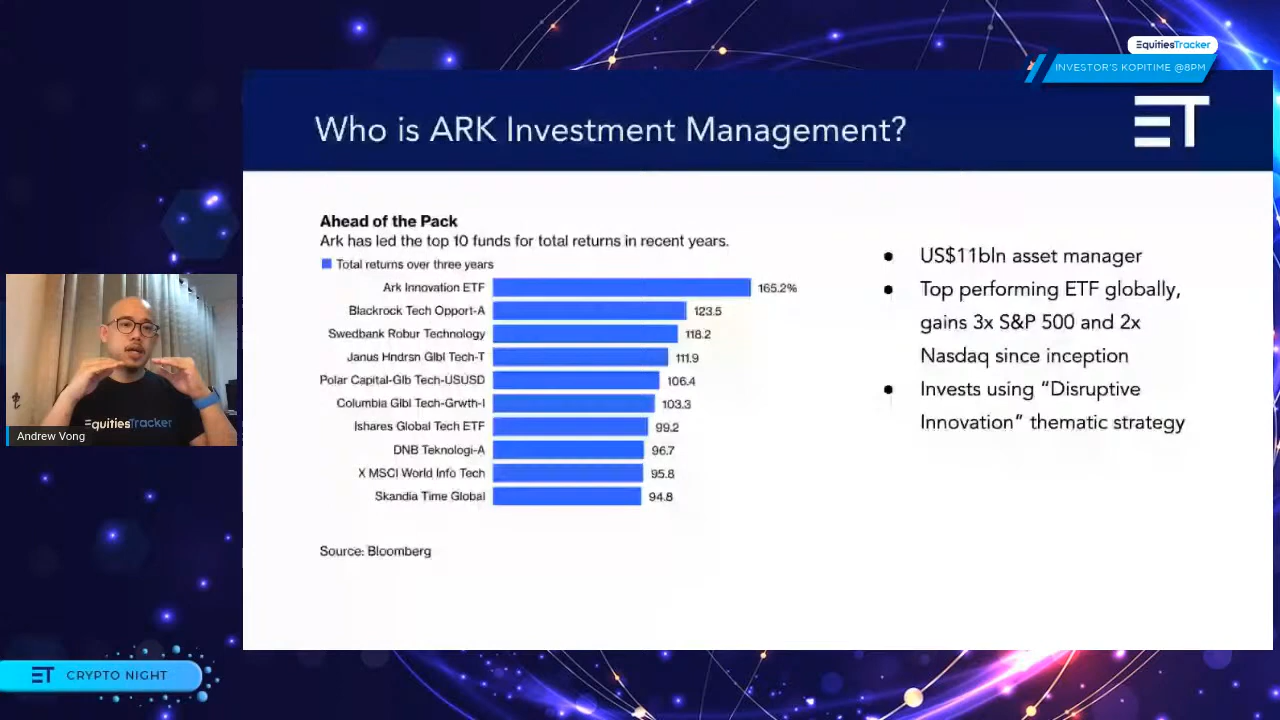 EquitiesTracker
INVESTOR'S KOPITIME @8PM
Who is ARK Investment Management?
ET
Ahead of the Pack
Ark has led the top 10 funds for total returns in recent years.
Total returns over three years
Ark Innovation ETF 165.2%
Blackrock Tech Opport-A 123.5
Swedbank Robur Technology 118.2
Janus Hndrsn Glbl Tech-T 111.9
Polar Capital-Glb Tech-USUSD 106.4
Columbia Glbl Tech-Grwth-I 103.3
Ishares Global Tech ETF 99.2
DNB Teknologi-A 96.7
X MSCI World Info Tech 95.8
Skandia Time Global 94.8
Source: Bloomberg
● US$11bln asset manager
● Top performing ETF globally,
gains 3x S&P 500 and 2x
Nasdaq since inception
● Invests using “Disruptive
Innovation” thematic strategy
EquitiesTracker
Andrew Vong
ET CRYPTO NIGHT